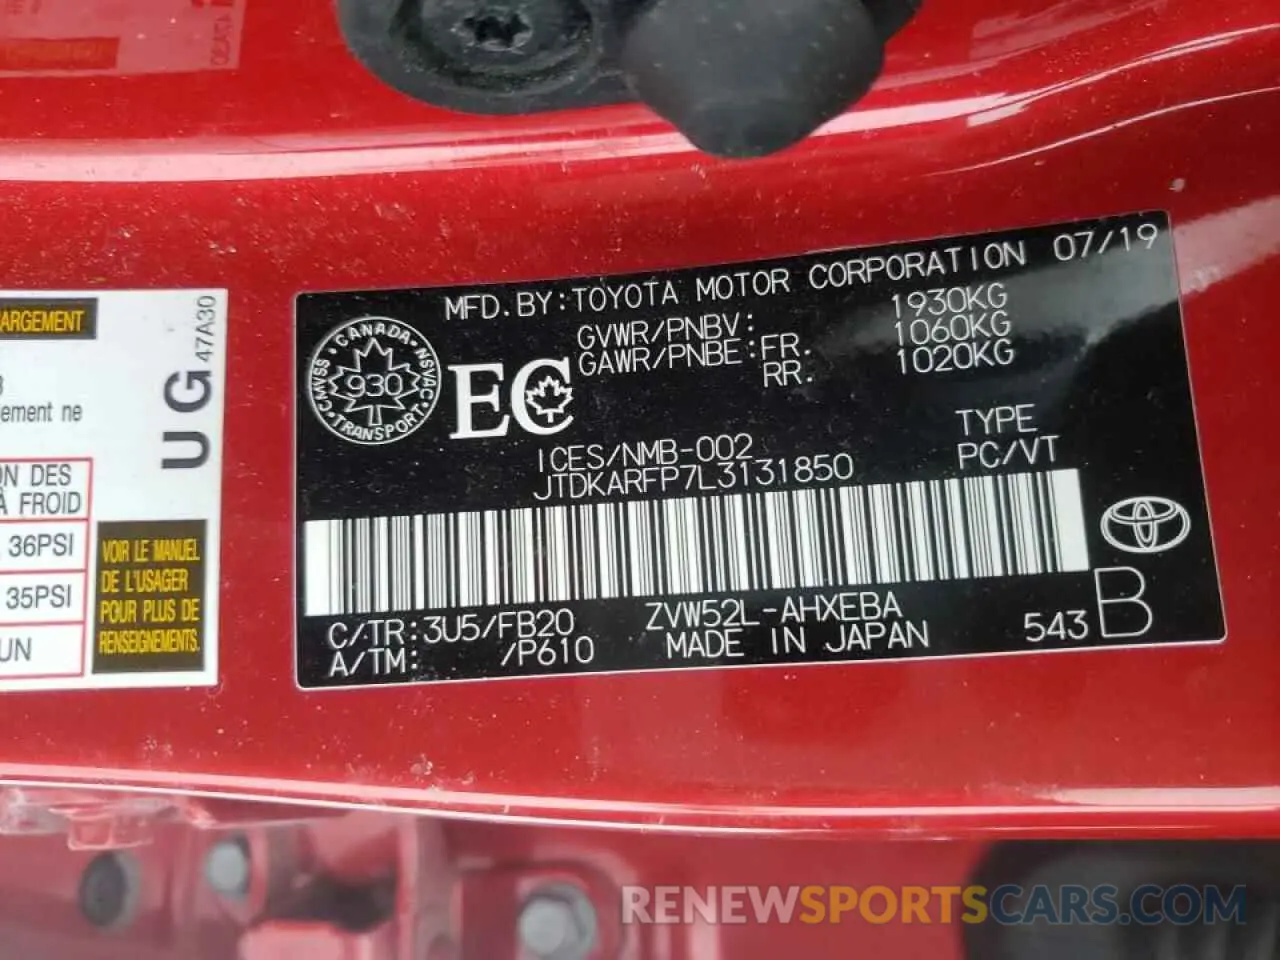 MFD.BY:TOYOTA MOTOR CORPORATION 07/19
GVWR/PNBV: 1930KG
GAWR/PNBE:FR. 1060KG
RR. 1020KG
CANADA
NSVAC
TRANSPORT
CMVSS
930
EC
ICES/NMB-002
TYPE
JTDKARFP7L3131850
PC/VT
C/TR:3U5/FB20 ZVW52L-AHXEBA
A/TM: /P610 MADE IN JAPAN
543 B
ARGEMENT
ement ne
ON DES
À FROID
36PSI
35PSI
UN
UG 47A30
VOIR LE MANUEL
DE L'USAGER
POUR PLUS DE
RENSEIGNEMENTS.
RENEWSPORTSCARS.COM